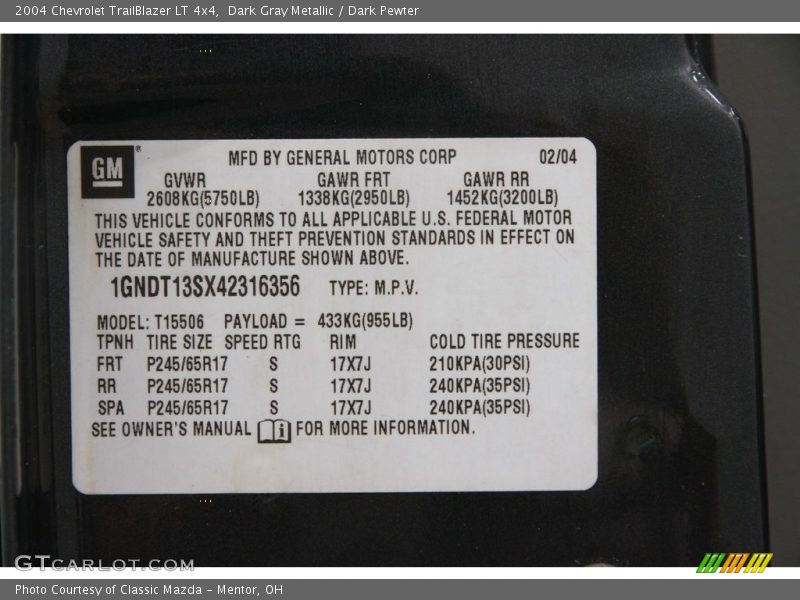 2004 Chevrolet TrailBlazer LT 4x4,  Dark Gray Metallic / Dark Pewter
GM ® MFD BY GENERAL MOTORS CORP 02/04
GVWR GAWR FRT GAWR RR
2608KG(5750LB) 1338KG(2950LB) 1452KG(3200LB)
THIS VEHICLE CONFORMS TO ALL APPLICABLE U.S. FEDERAL MOTOR
VEHICLE SAFETY AND THEFT PREVENTION STANDARDS IN EFFECT ON
THE DATE OF MANUFACTURE SHOWN ABOVE.
1GNDT13SX42316356 TYPE: M.P.V.
MODEL: T15506 PAYLOAD = 433KG(955LB)
TPNH TIRE SIZE SPEED RTG RIM COLD TIRE PRESSURE
FRT P245/65R17 S 17X7J 210KPA(30PSI)
RR P245/65R17 S 17X7J 240KPA(35PSI)
SPA P245/65R17 S 17X7J 240KPA(35PSI)
SEE OWNER'S MANUAL i FOR MORE INFORMATION.
GTCARLOT.COM
Photo Courtesy of Classic Mazda - Mentor, OH